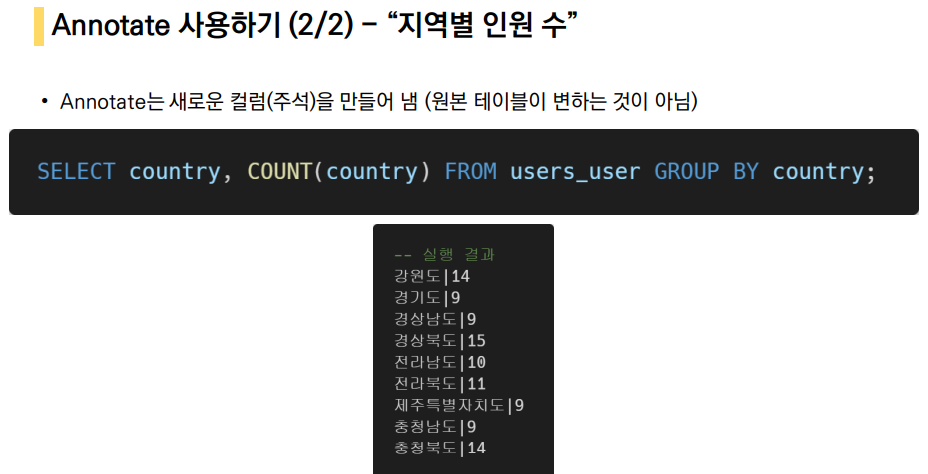 Annotate 사용하기 (2/2) – “지역별 인원 수”
• Annotate는 새로운 컬럼(주석)을 만들어 냄 (원본 테이블이 변하는 것이 아님)
SELECT country, COUNT(country) FROM users_user GROUP BY country;
-- 실행 결과
강원도|14
경기도|9
경상남도|9
경상북도|15
전라남도|10
전라북도|11
제주특별자치도|9
충청남도|9
충청북도|14